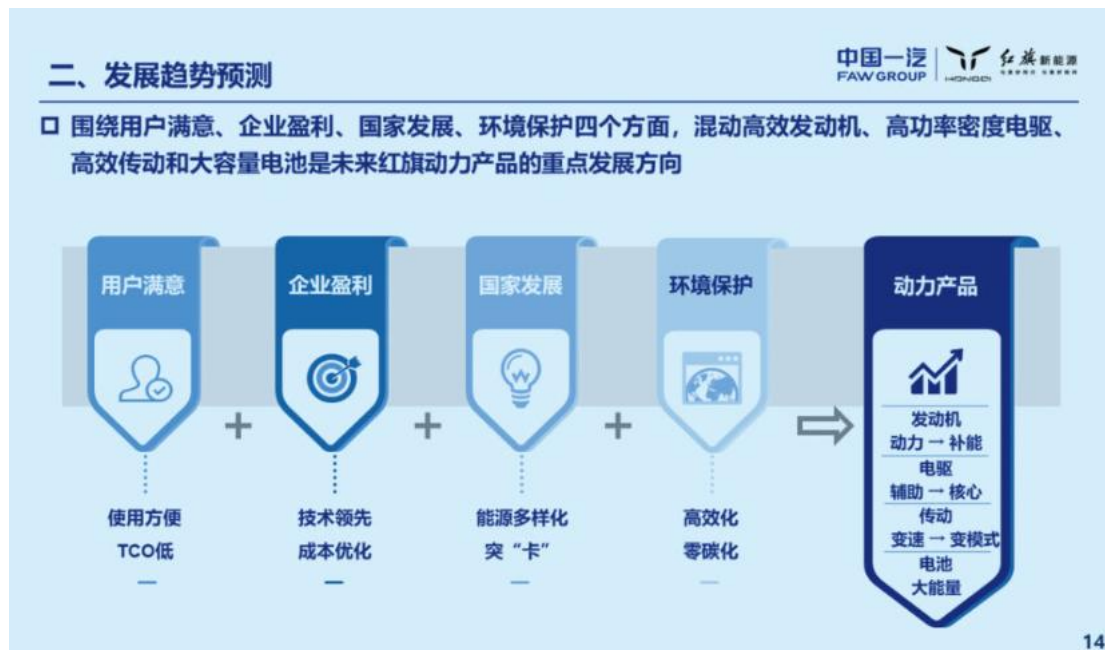 二、发展趋势预测
中国一汽
FAW GROUP
HONGQI
红旗新能源
围绕用户满意、企业盈利、国家发展、环境保护四个方面，混动高效发动机、高功率密度电驱、
高效传动和大容量电池是未来红旗动力产品的重点发展方向
用户满意
企业盈利
国家发展
环境保护
动力产品
+
+
+
发动机
动力→补能
电驱
辅助→核心
传动
变速→变模式
电池
大能量
使用方便
TCO低
技术领先
成本优化
能源多样化
突“卡”
高效化
零碳化
14